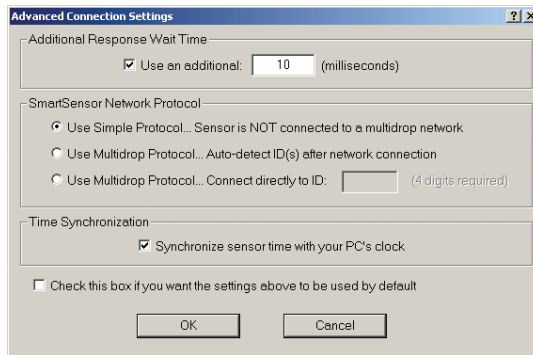 Advanced Connection Settings
Additional Response Wait Time
Use an additional: 10 (milliseconds)
SmartSensor Network Protocol
Use Simple Protocol... Sensor is NOT connected to a multidrop network
Use Multidrop Protocol... Auto-detect ID(s) after network connection
Use Multidrop Protocol... Connect directly to ID: (4 digits required)
Time Synchronization
Synchronize sensor time with your PC's clock
Check this box if you want the settings above to be used by default
OK Cancel